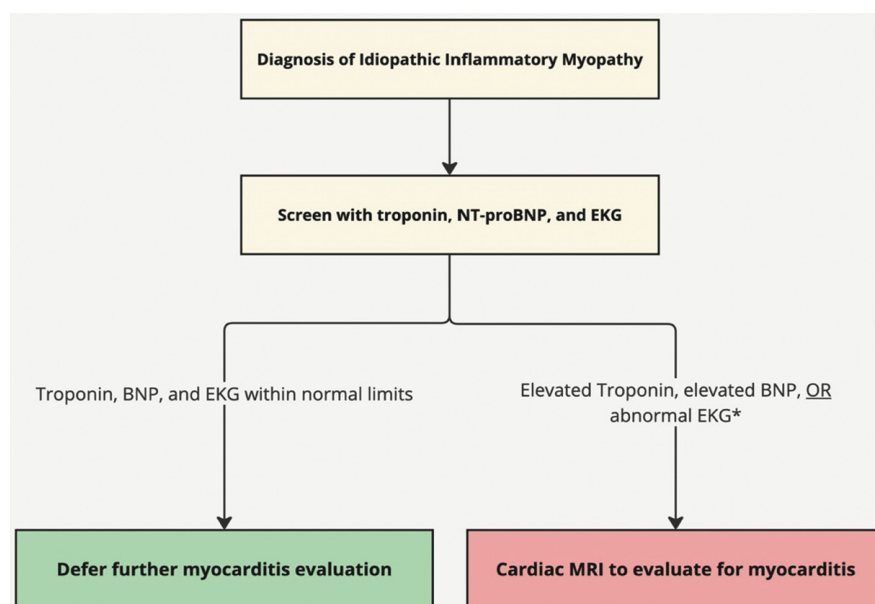 Diagnosis of Idiopathic Inflammatory Myopathy
Screen with troponin, NT-proBNP, and EKG
Troponin, BNP, and EKG within normal limits
Elevated Troponin, elevated BNP, OR
abnormal EKG*
Defer further myocarditis evaluation
Cardiac MRI to evaluate for myocarditis